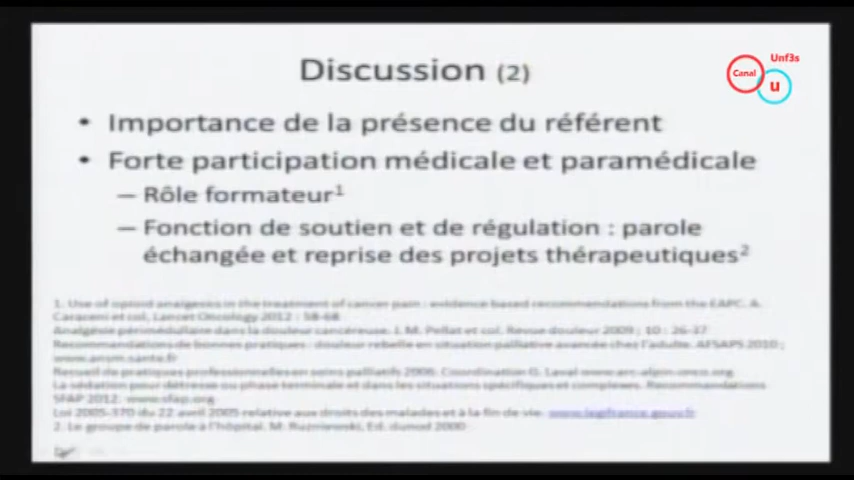 Discussion (2)
Unf3s
Canal
u
• Importance de la présence du référent
• Forte participation médicale et paramédicale
– Rôle formateur1
– Fonction de soutien et de régulation : parole
échangée et reprise des projets thérapeutiques2
1. Use of opioid analgesics in the treatment of cancer pain : evidence based recommendations from the EAPC. A.
Caraceni et col, Lancet Oncology 2012 : 58-68
Analgésie périmédullaire dans la douleur cancéreuse. J. M. Pellat et col. Revue douleur 2009 ; 10 : 26-37
Recommandations de bonnes pratiques : douleur rebelle en situation palliative avancée chez l'adulte. AFSAPS 2010 ;
www.ansm.sante.fr
Recueil de pratiques professionnelles en soins palliatifs 2006. Coordination G. Laval www.arc-alpin-onco.org
La sédation pour détresse ou phase terminale et dans les situations spécifiques et complexes. Recommandations
SFAP 2012. www.sfap.org
Loi 2005-370 du 22 avril 2005 relative aux droits des malades et à la fin de vie. www.legifrance.gouv.fr
2. Le groupe de parole à l'hôpital. M. Ruszniewski, Ed. dunod 2000